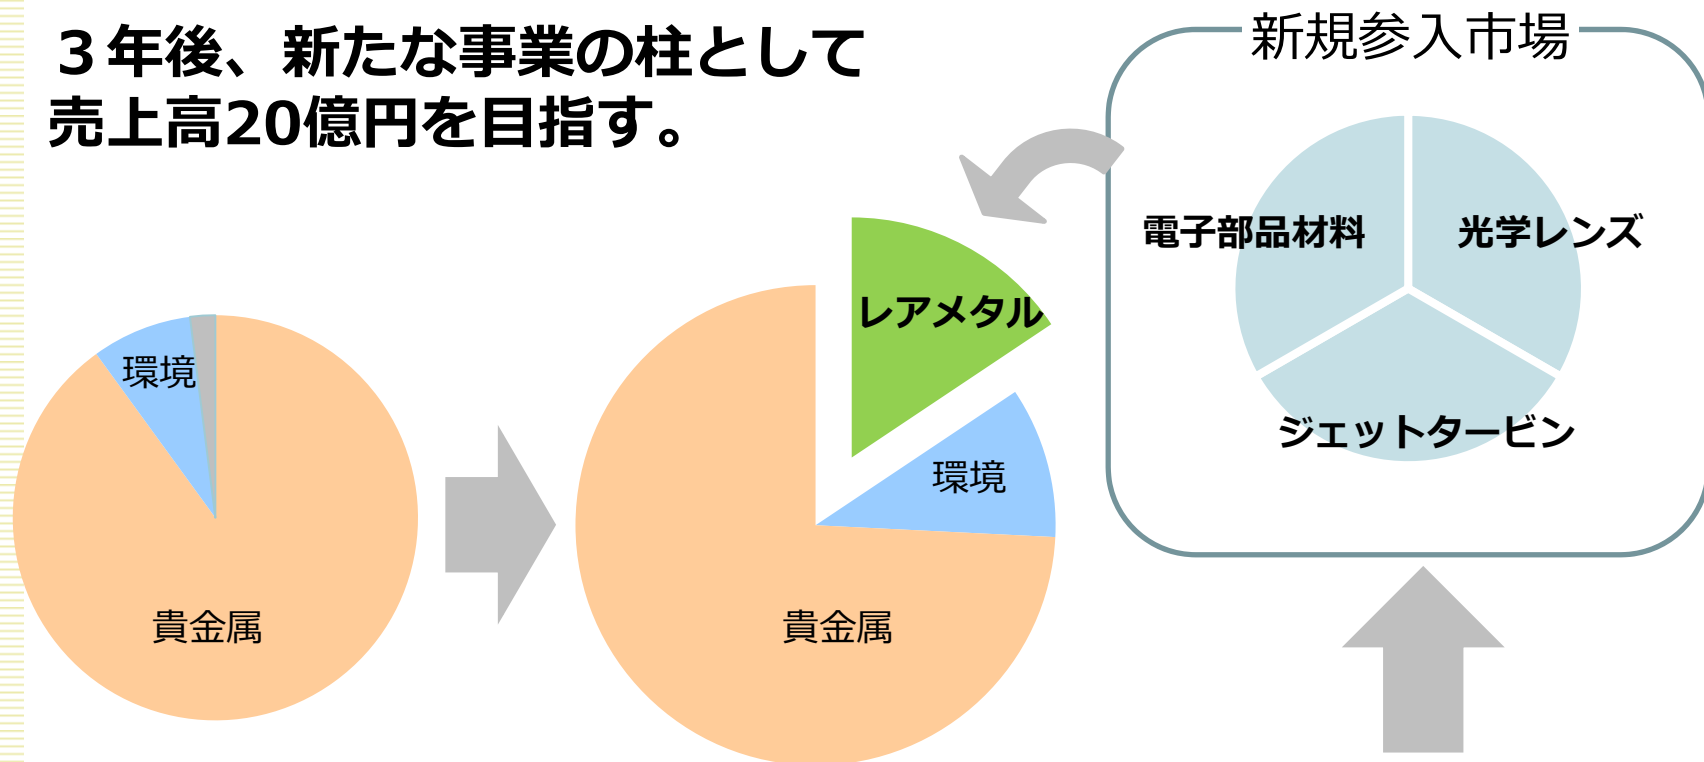 ３年後、新たな事業の柱として
売上高20億円を目指す。
新規参入市場
電子部品材料
光学レンズ
ジェットタービン
レアメタル
環境
貴金属
環境
貴金属